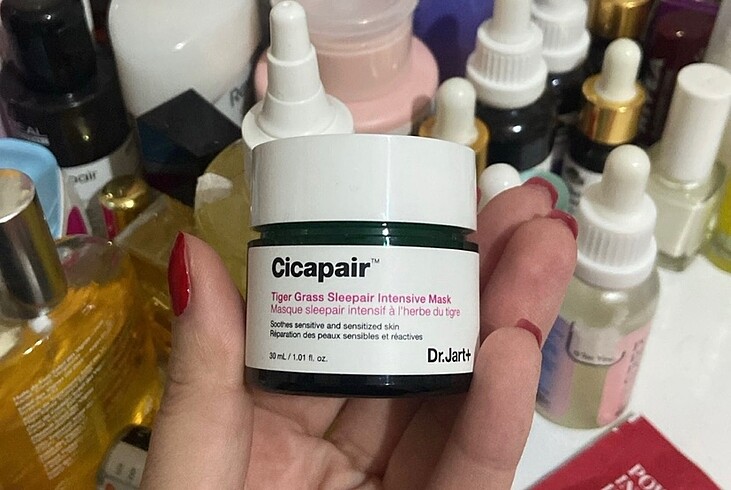 Cicapair™
Tiger Grass Sleepair Intensive Mask
Masque sleepair intensif à l'herbe du tigre
Soothes sensitive and sensitized skin
Réparation des peaux sensibles et réactives
30 mL / 1.01 fl. oz.
Dr.Jart+